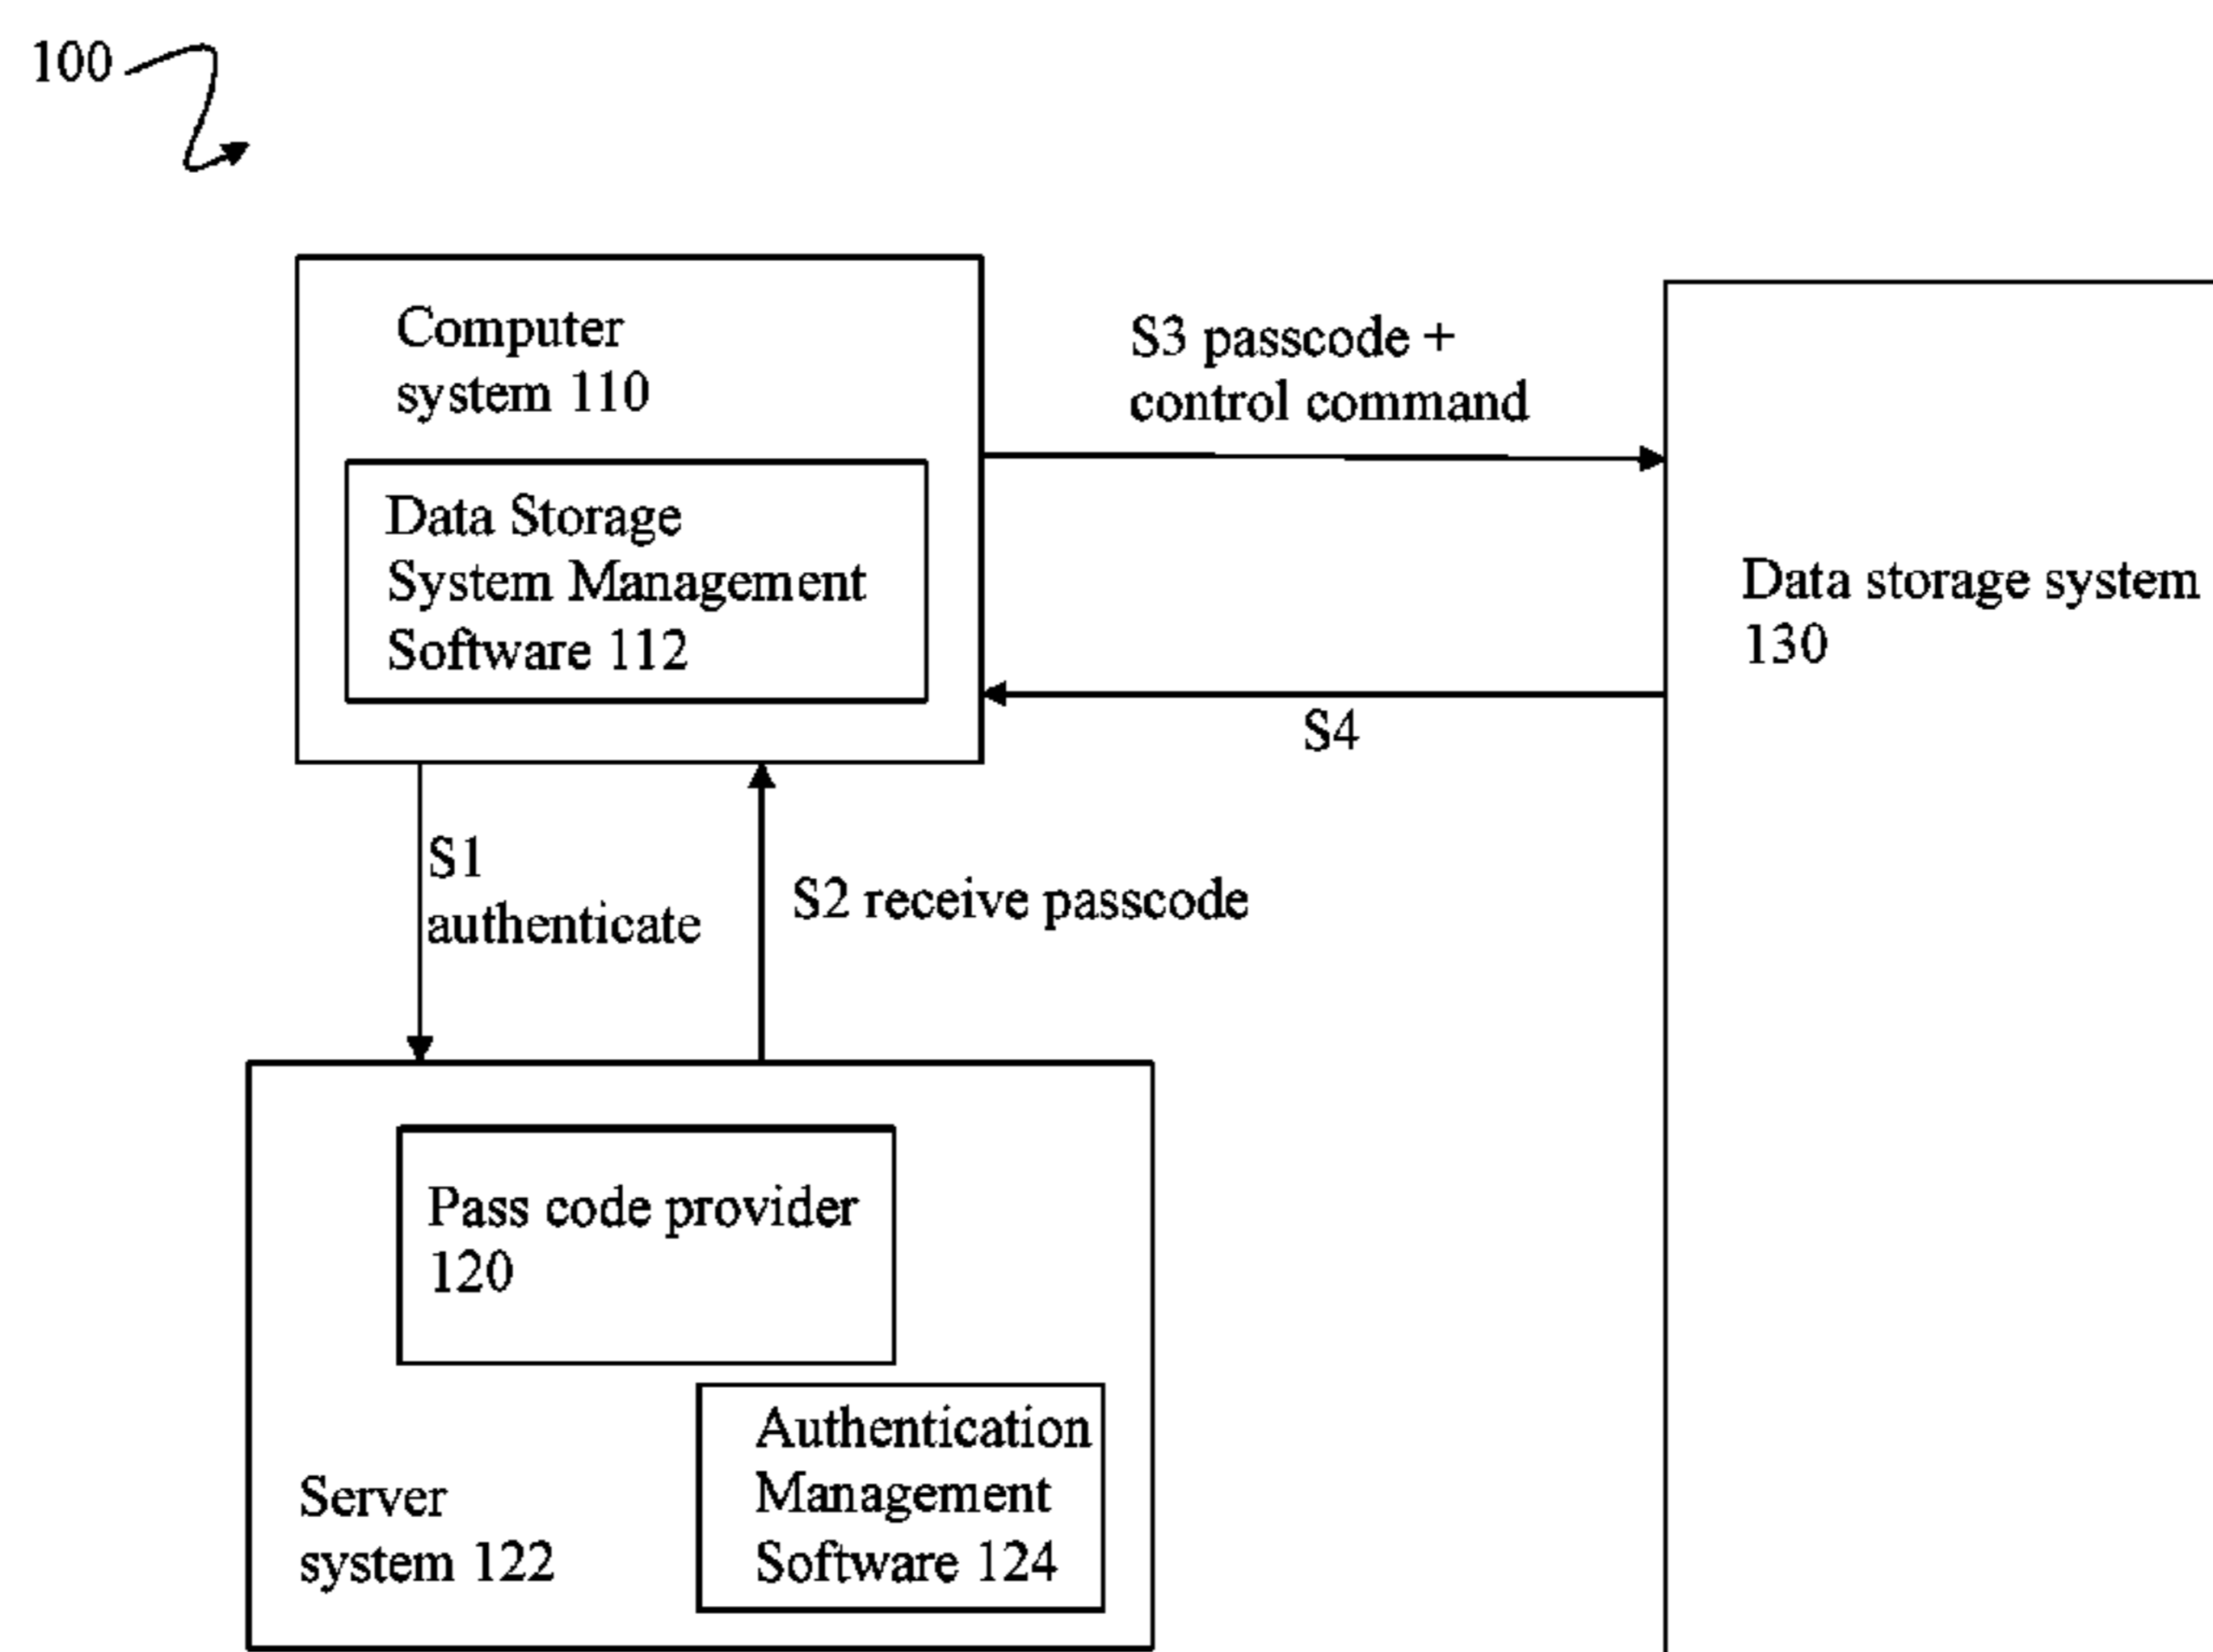 100
Computer
system 110
Data Storage
System Management
Software 112
S3 passcode +
control command
Data storage system
130
S4
S1
authenticate
S2 receive passcode
Pass code provider
120
Authentication
Management
Software 124
Server
system 122